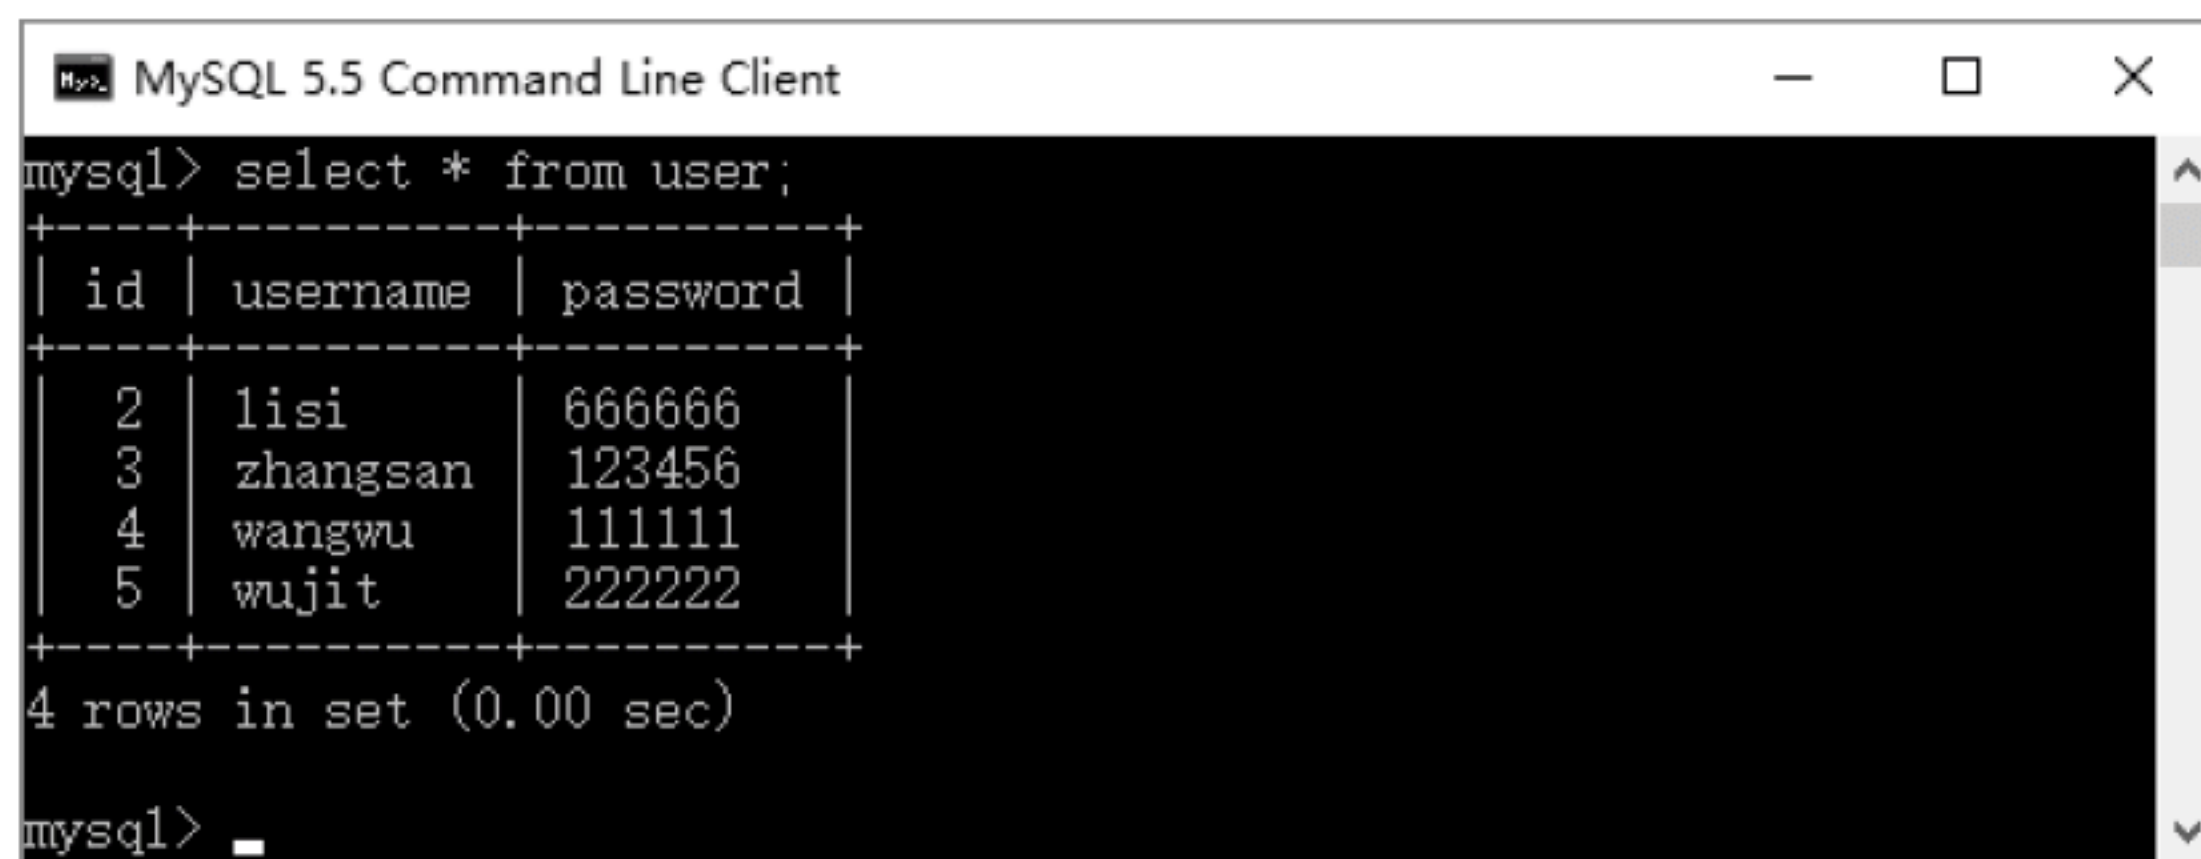 MySQL 5.5 Command Line Client
mysql> select * from user;
+----+----------+----------+
| id | username | password |
+----+----------+----------+
|  2 | lisi     | 666666   |
|  3 | zhangsan | 123456   |
|  4 | wangwu   | 111111   |
|  5 | wujit    | 222222   |
+----+----------+----------+
4 rows in set (0.00 sec)
mysql>